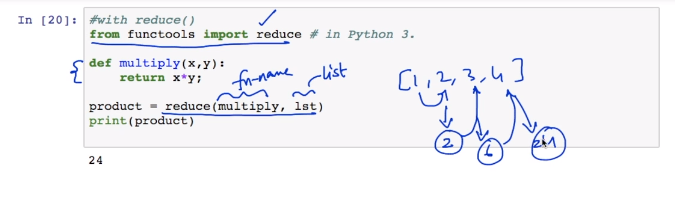 In [20]: #with reduce()
from functools import reduce # in Python 3.
def multiply(x,y):
return x*y;
fn-name
list
[1, 2, 3, 4]
product = reduce(multiply, lst)
print(product)
2
6
24
24